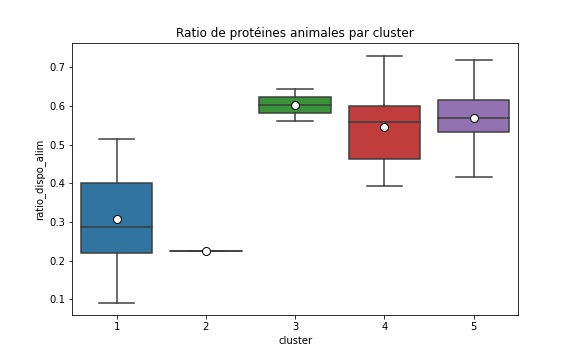 Ratio de protéines animales par cluster
ratio_dispo_alim
0.7
0.6
0.5
0.4
0.3
0.2
0.1
1 2 3 4 5
cluster